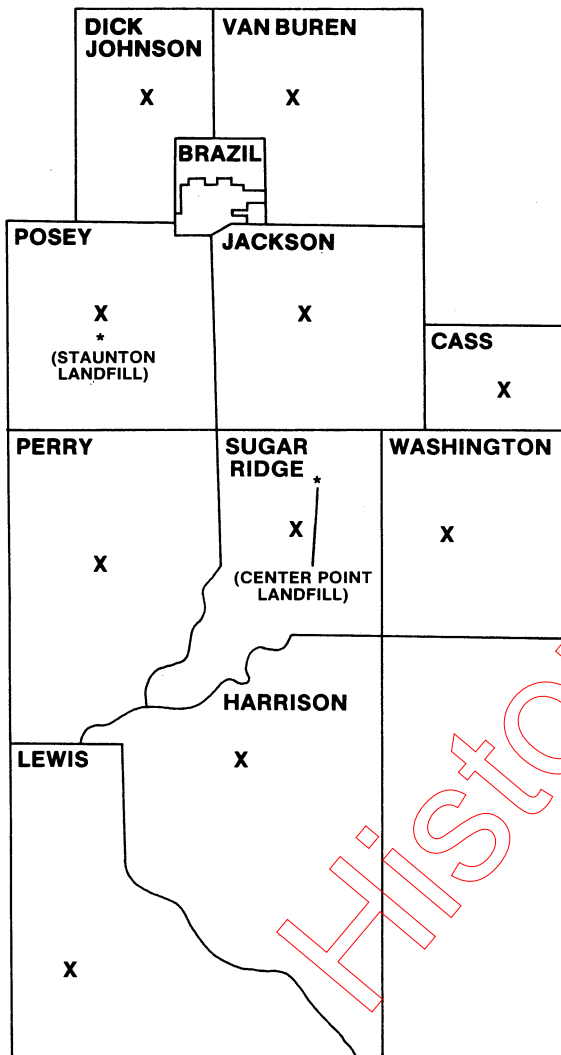 DICK
JOHNSON
X
VAN BUREN
X
BRAZIL
POSEY
X
*
(STAUNTON
LANDFILL)
JACKSON
X
CASS
X
PERRY
X
SUGAR
RIDGE
*
X
(CENTER POINT
LANDFILL)
WASHINGTON
X
HARRISON
X
LEWIS
X
Histo